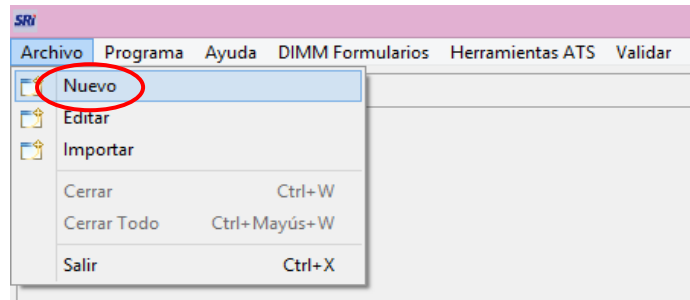 SRi
Archivo Programa Ayuda DIMM Formularios Herramientas ATS Validar
Nuevo
Editar
Importar
Cerrar Ctrl+W
Cerrar Todo Ctrl+Mayús+W
Salir Ctrl+X